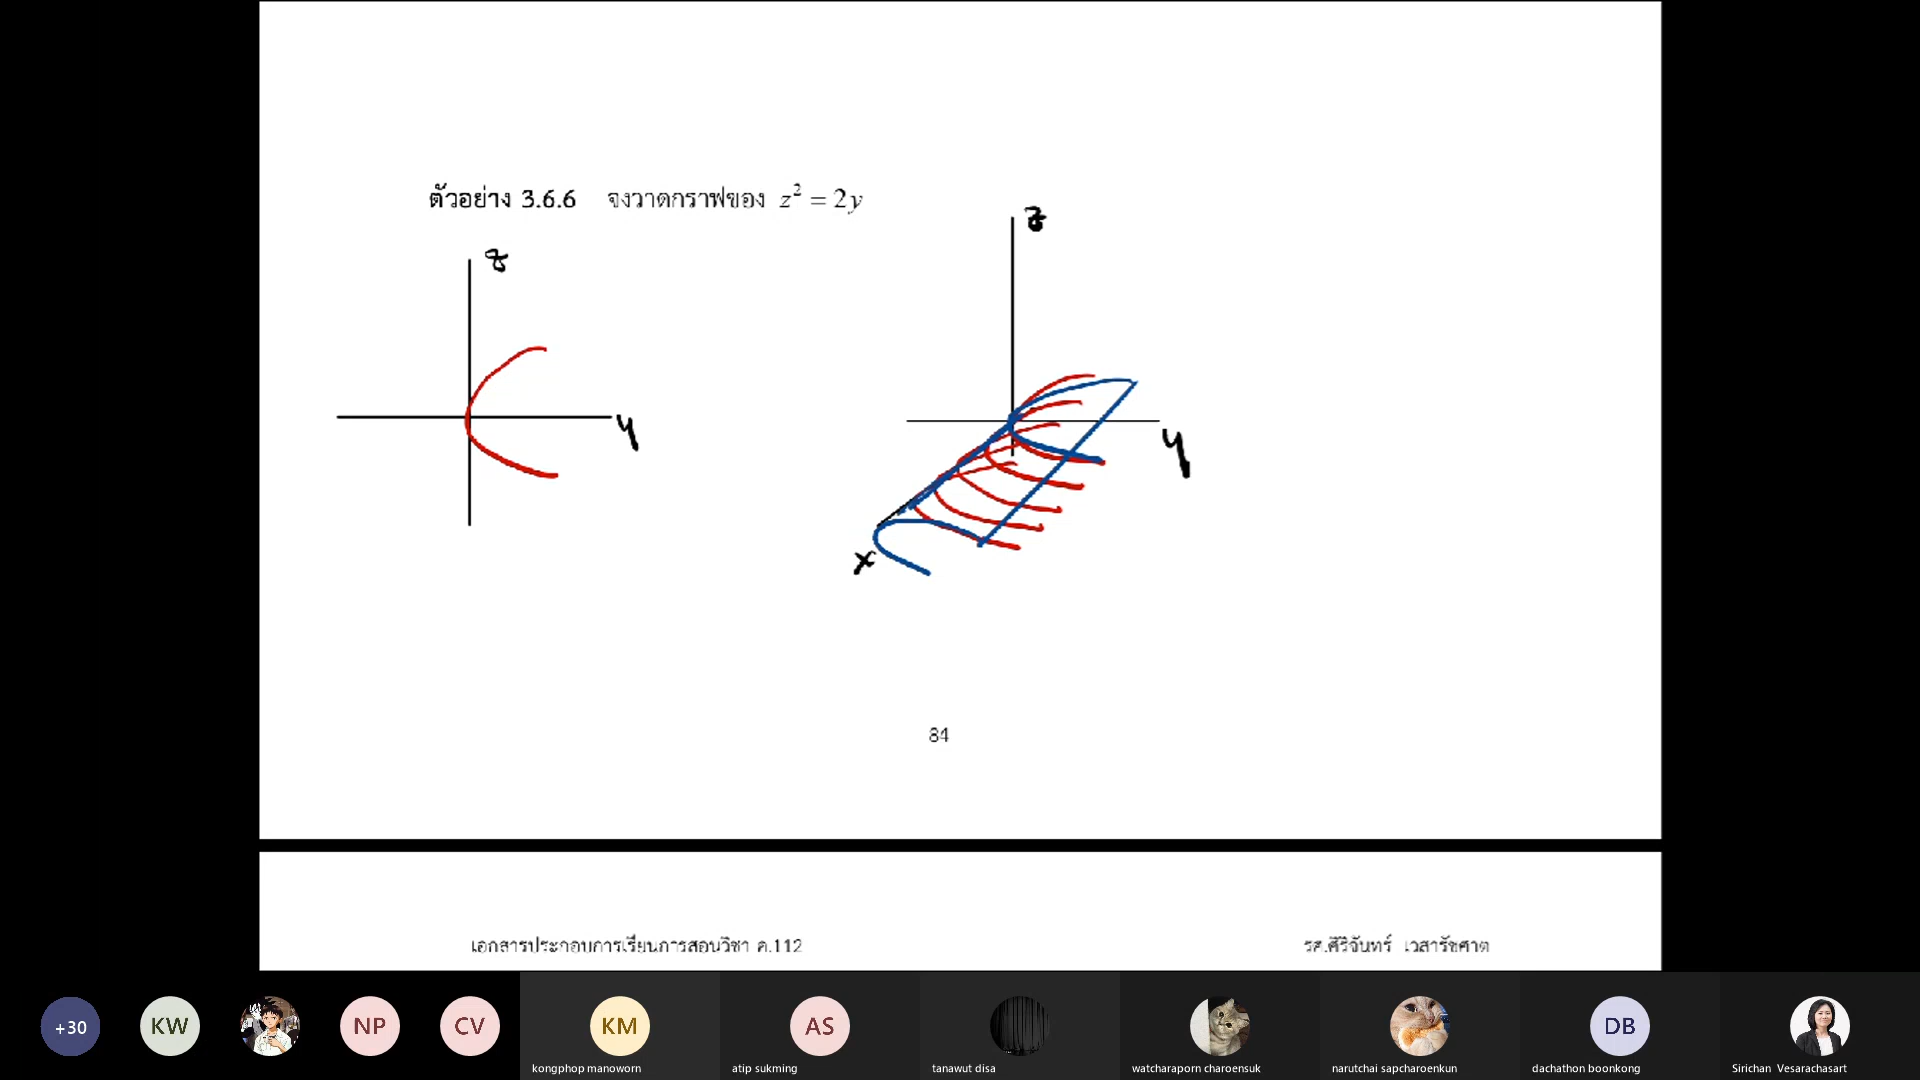 ตัวอย่าง 3.6.6 จงวาดกราฟของ z² = 2y
z
y
z
y
x
84
เอกสารประกอบการเรียนการสอนวิชา ค.112
รศ.ศิริจันทร์ เวสารัชศาต
+30
KW
NP
CV
KM
AS
DB
kongphop manoworn
atip sukming
tanawut disa
watcharaporn charoensuk
narutchai sapcharoenkun
dachathon boonkong
Sirichan Vesarachasart